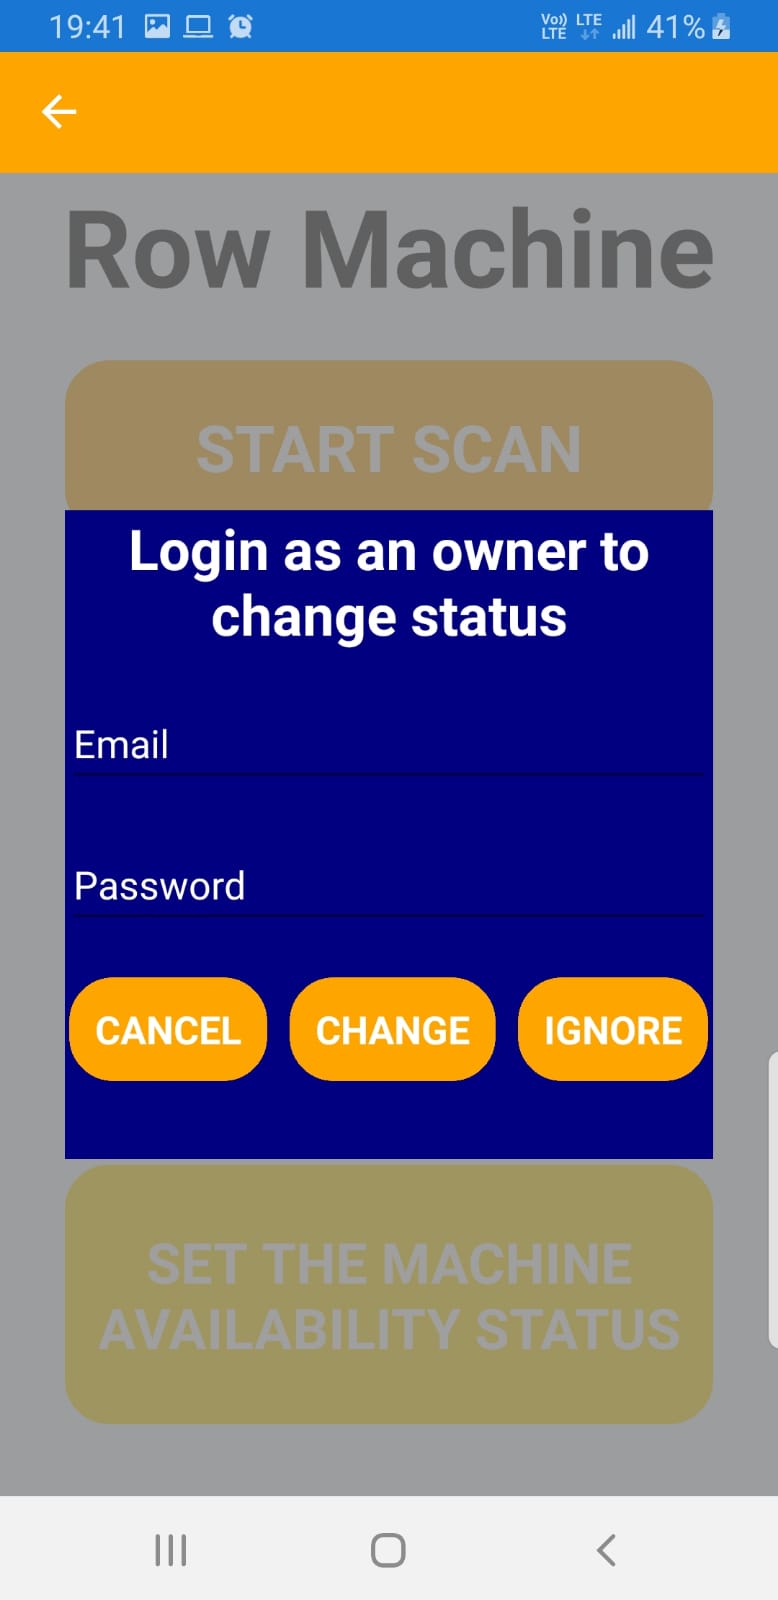 19:41
Vo)) LTE
LTE
41%
Row Machine
START SCAN
Login as an owner to
change status
Email
Password
CANCEL CHANGE IGNORE
SET THE MACHINE
AVAILABILITY STATUS